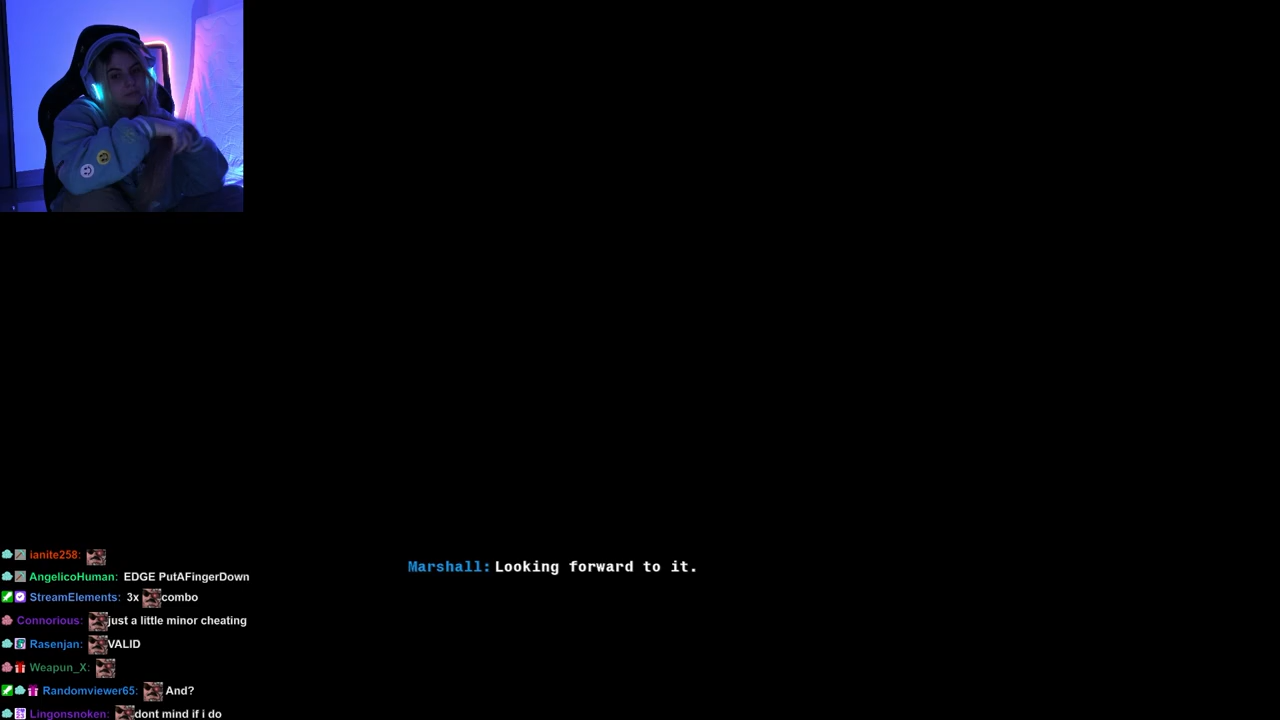 ianite258:
AngelicoHuman: EDGE PutAFingerDown
StreamElements: 3x combo
Connorious: just a little minor cheating
Rasenjan: VALID
Weapun_X:
Randomviewer65: And?
Lingonsnoken: dont mind if i do
Marshall: Looking forward to it.